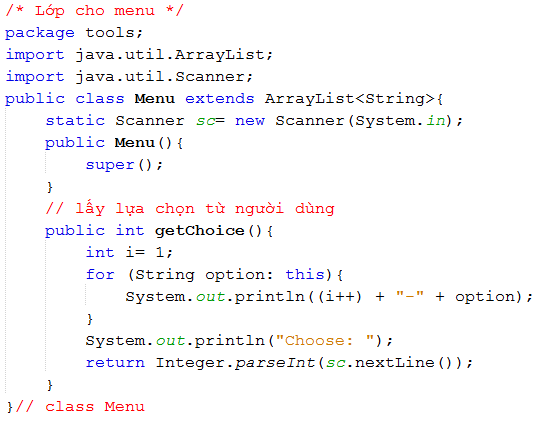 /* Lớp cho menu */
package tools;
import java.util.ArrayList;
import java.util.Scanner;
public class Menu extends ArrayList<String>{
    static Scanner sc= new Scanner(System.in);
    public Menu(){
        super();
    }
    // lấy lựa chọn từ người dùng
    public int getChoice(){
        int i= 1;
        for (String option: this){
            System.out.println((i++) + "-" + option);
        }
        System.out.println("Choose: ");
        return Integer.parseInt(sc.nextLine());
    }
}// class Menu